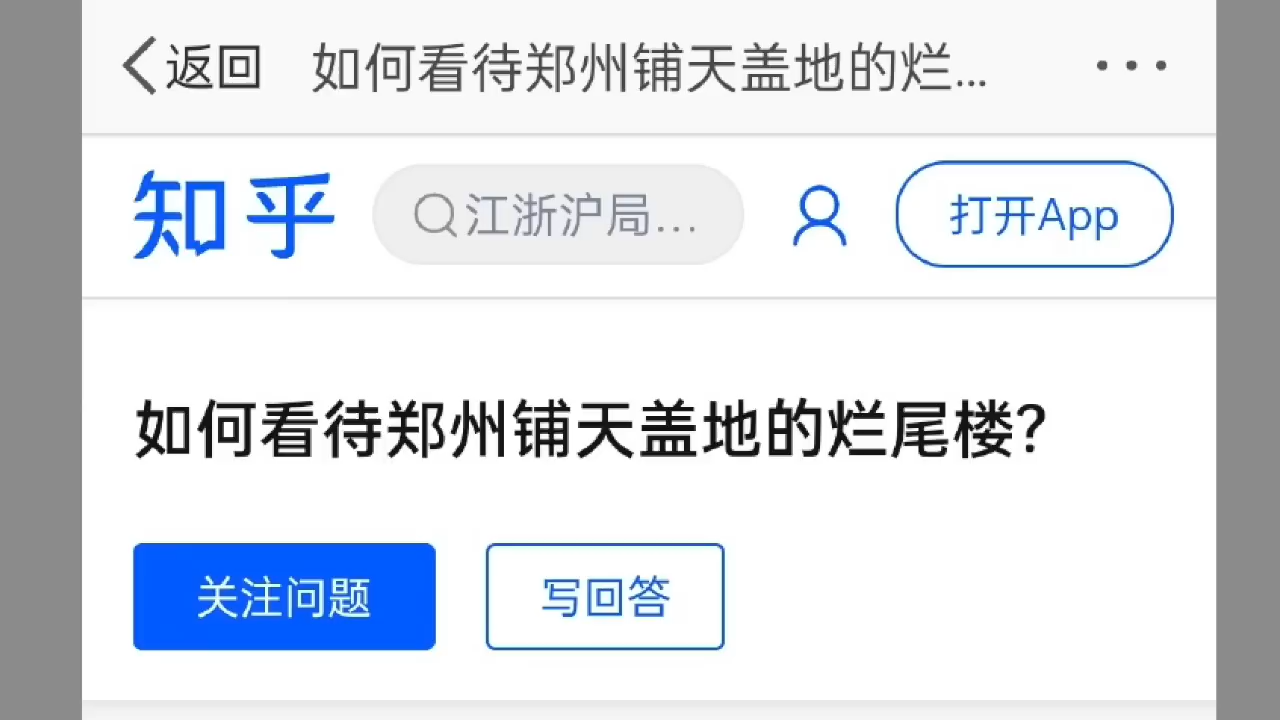 返回 如何看待郑州铺天盖地的烂...
知乎 江浙沪局... 打开App
如何看待郑州铺天盖地的烂尾楼?
关注问题 写回答